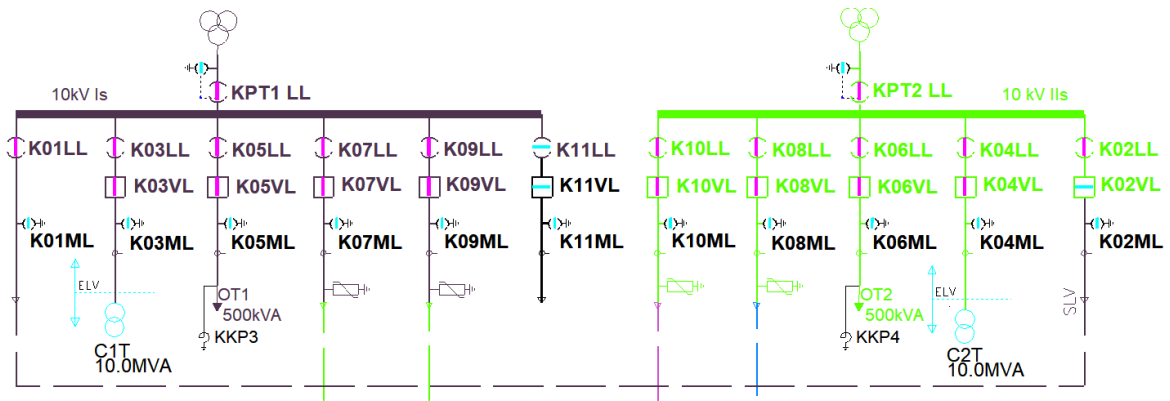 KPT1 LL
KPT2 LL
10kV Is
10 kV IIs
K01LL
K03LL
K05LL
K07LL
K09LL
K11LL
K10LL
K08LL
K06LL
K04LL
K02LL
K03VL
K05VL
K07VL
K09VL
K11VL
K10VL
K08VL
K06VL
K04VL
K02VL
K01ML
K03ML
K05ML
K07ML
K09ML
K11ML
K10ML
K08ML
K06ML
K04ML
K02ML
ELV
OT1
500kVA
KKP3
C1T
10.0MVA
OT2
500kVA
KKP4
ELV
C2T
10.0MVA
SLV